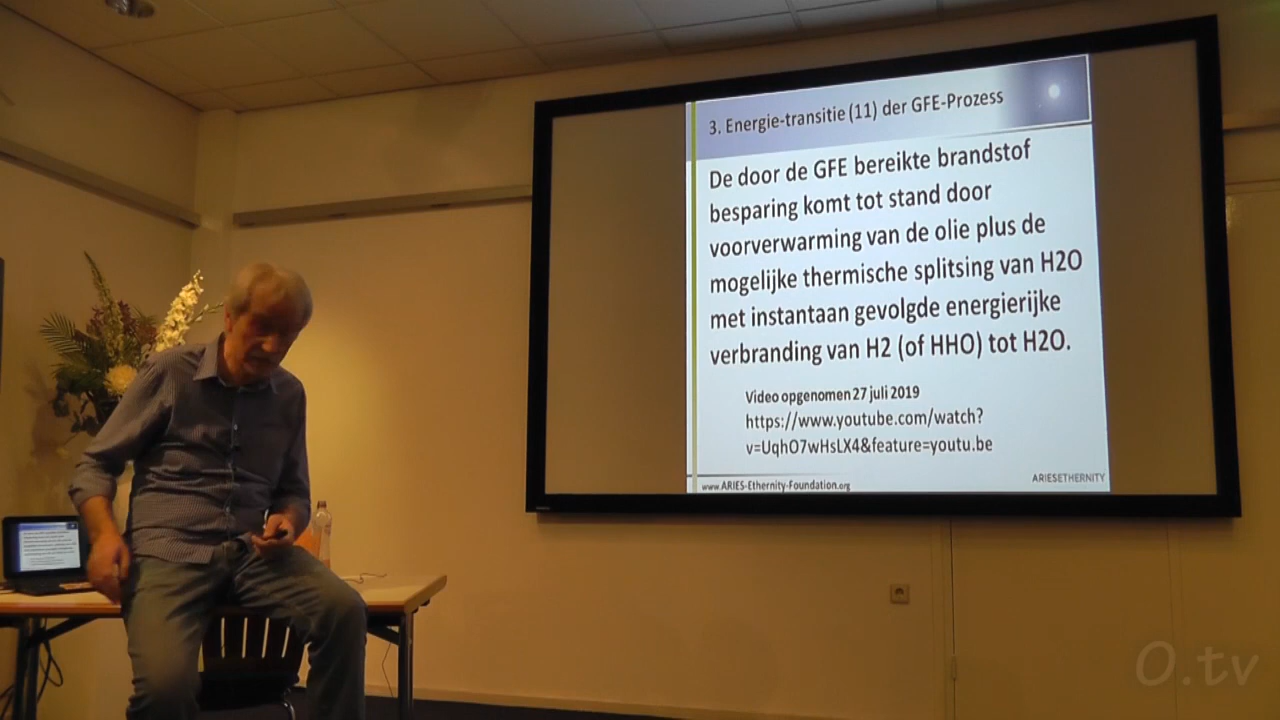 3. Energie-transitie (11) der GFE-Prozess
De door de GFE bereikte brandstof
besparing komt tot stand door
voorverwarming van de olie plus de
mogelijke thermische splitsing van H2O
met instantaan gevolgde energierijke
verbranding van H2 (of HHO) tot H2O.
Video opgenomen 27 juli 2019
https://www.youtube.com/watch?
v=UqhO7wHsLX4&feature=youtu.be
www.ARIES-Ethernity-Foundation.org
ARIESETHERNITY
O.tv